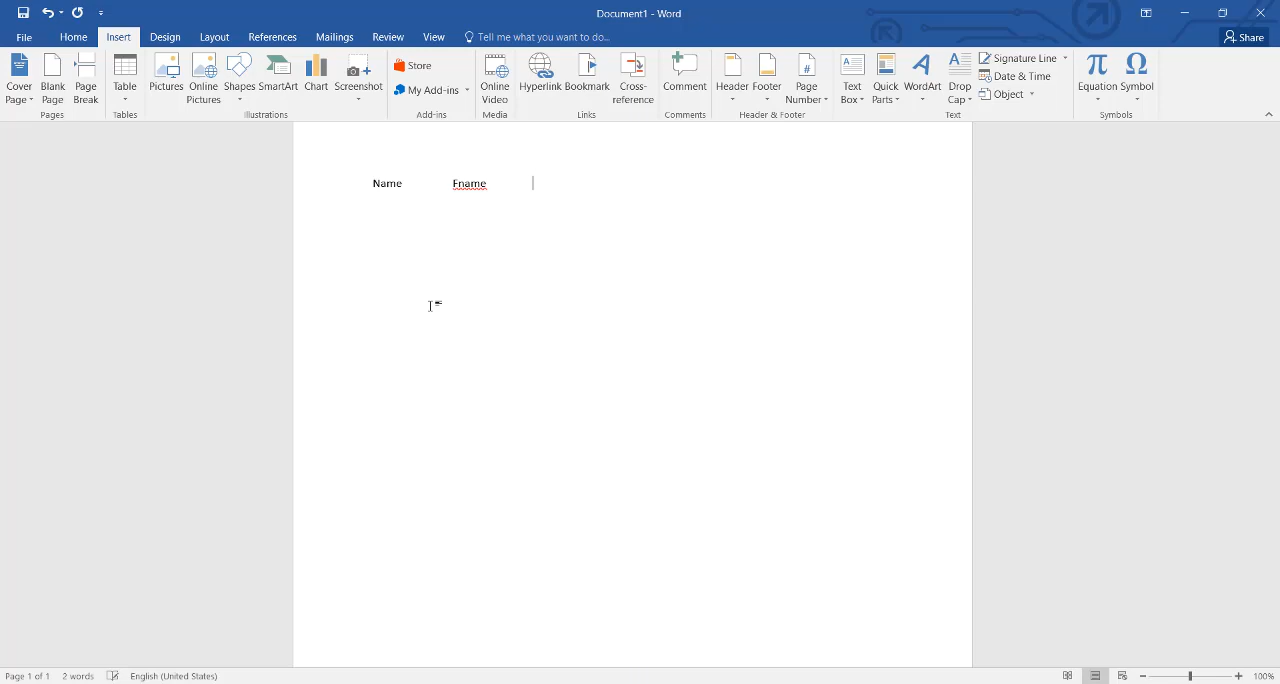 Document1 - Word
File Home Insert Design Layout References Mailings Review View Tell me what you want to do... Share
Cover Page
Blank Page
Page Break
Pages
Table
Tables
Pictures
Online Pictures
Shapes
SmartArt
Chart
Screenshot
Illustrations
Store
My Add-ins
Add-ins
Online Video
Media
Hyperlink
Bookmark
Cross-reference
Links
Comment
Comments
Header
Footer
Page Number
Header & Footer
Text Box
Quick Parts
WordArt
Drop Cap
Signature Line
Date & Time
Object
Text
Equation
Symbol
Symbols
Name Fname
Page 1 of 1 2 words English (United States) 100%